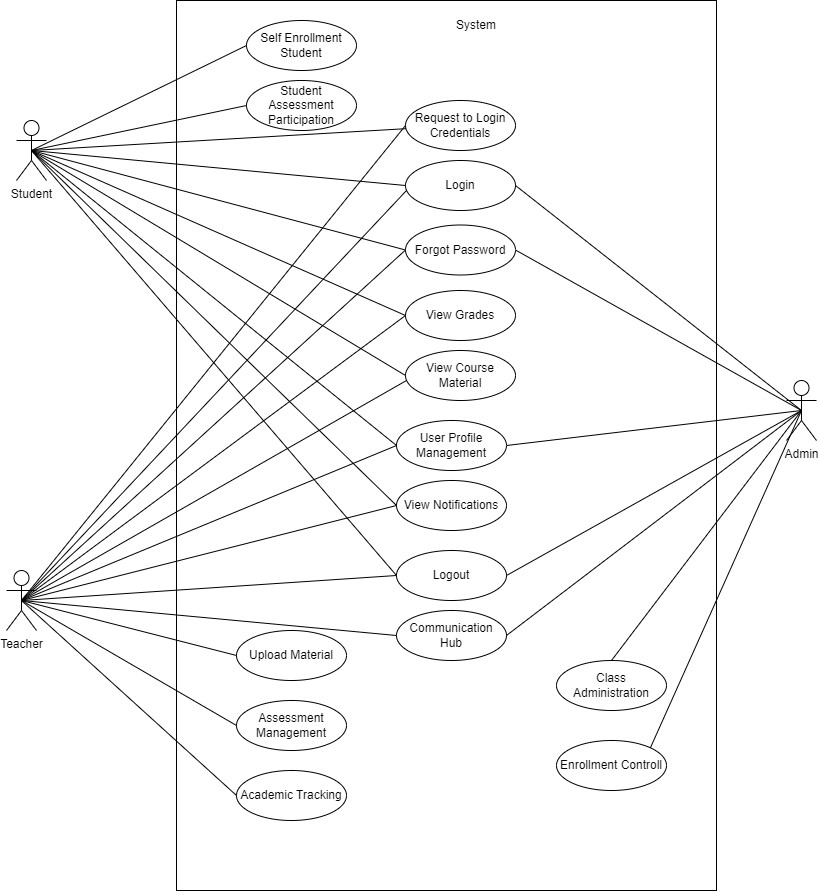 System
Self Enrollment
Student
Student
Assessment
Participation
Request to Login
Credentials
Student
Login
Forgot Password
View Grades
View Course
Material
User Profile
Management
Admin
View Notifications
Logout
Communication
Hub
Teacher
Upload Material
Class
Administration
Assessment
Management
Enrollment Controll
Academic Tracking